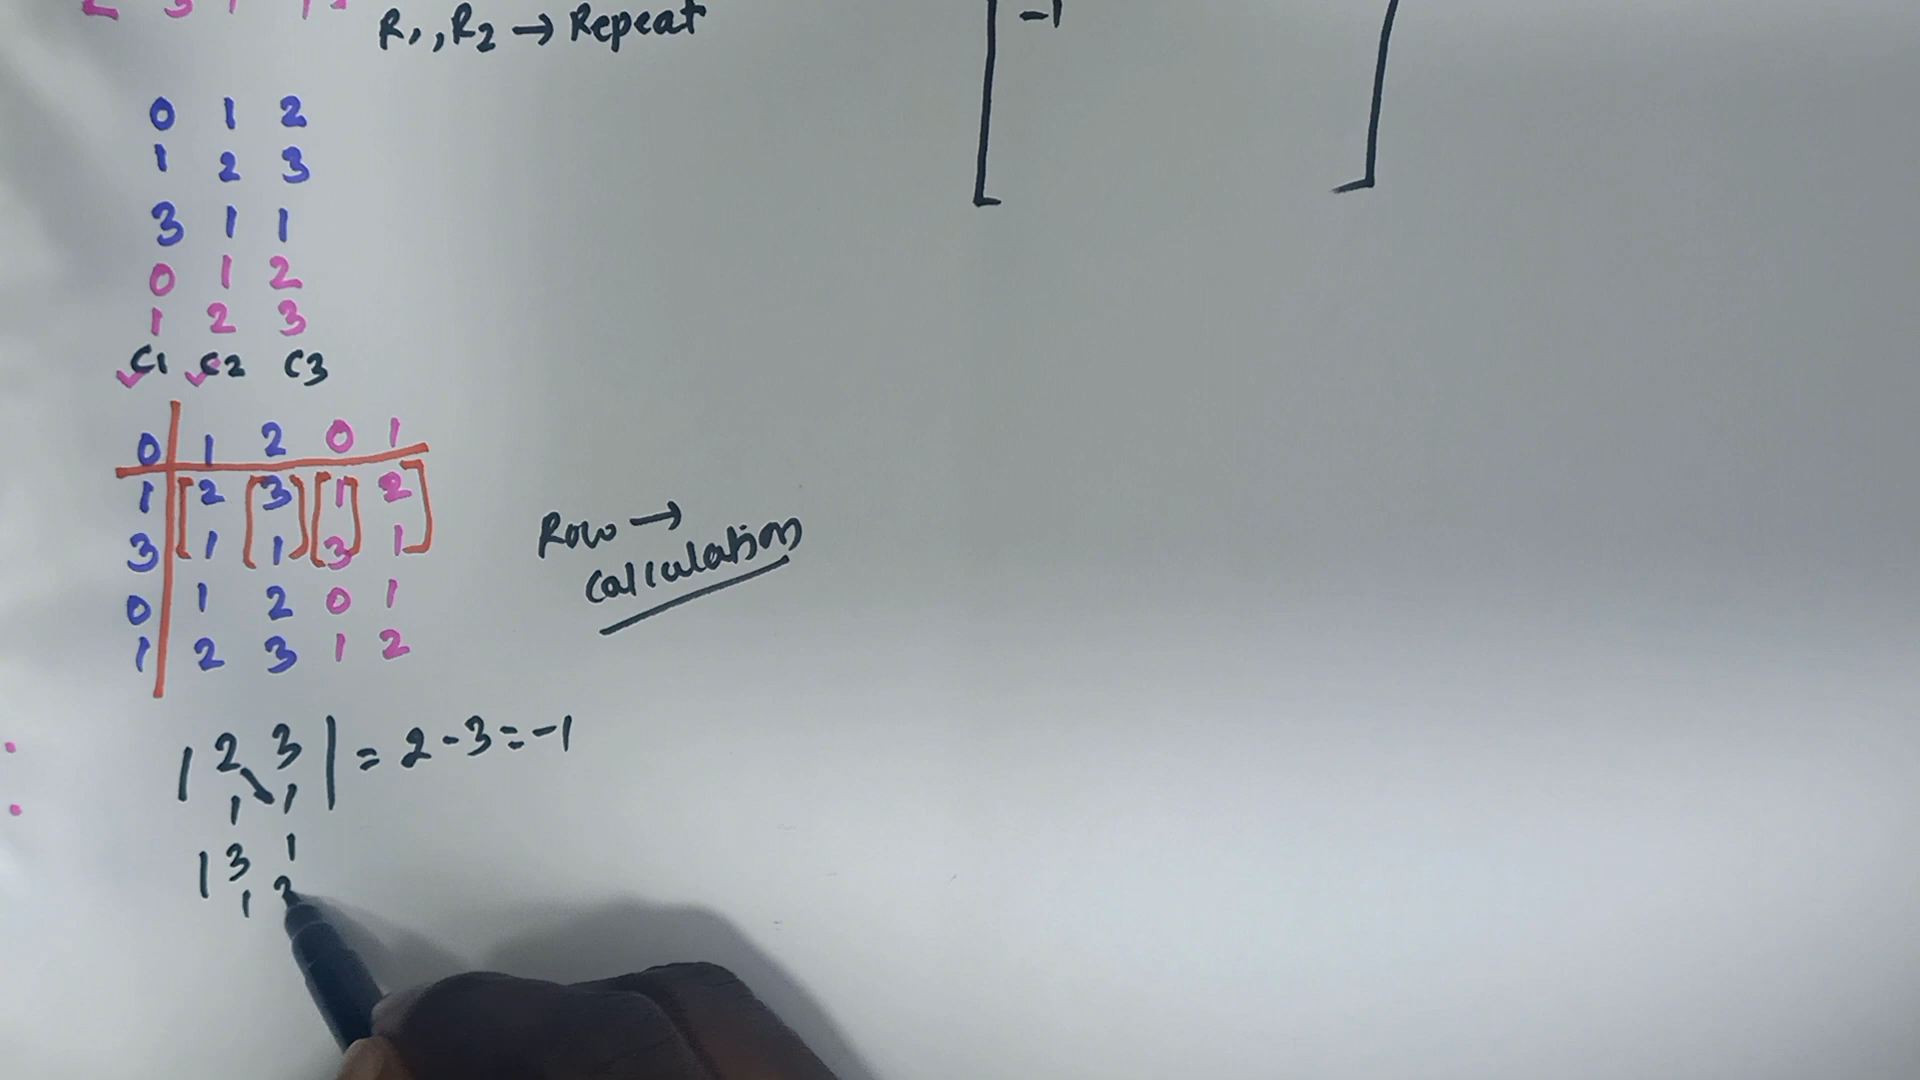 R1, R2 → Repeat
-1
0 1 2
1 2 3
3 1 1
0 1 2
1 2 3
C1 C2 C3
0 1 2 0 1
1 2 3 1 2
3 1 1 3 1
0 1 2 0 1
1 2 3 1 2
Row →
Calculation
| 2 3 | = 2-3=-1
1 1
| 3 1
1